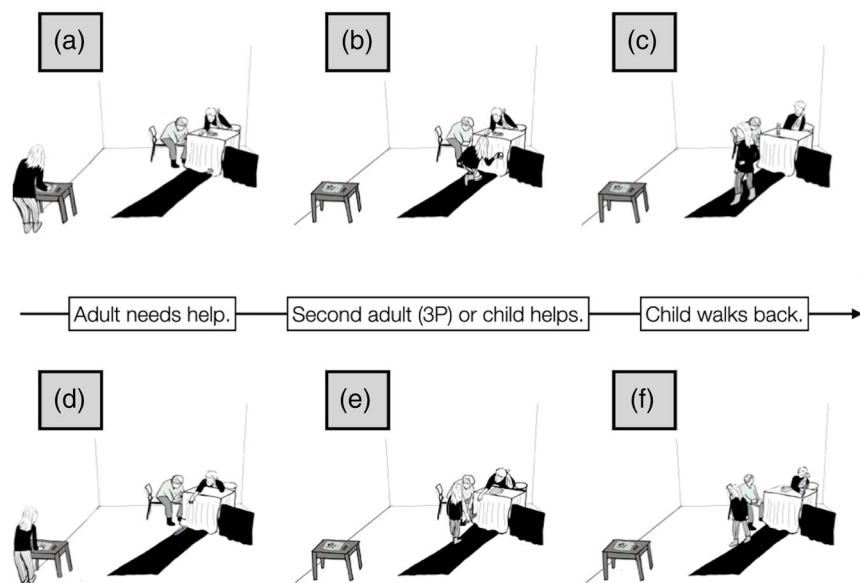 (a)
(b)
(c)
Adult needs help.
Second adult (3P) or child helps.
Child walks back.
(d)
(e)
(f)